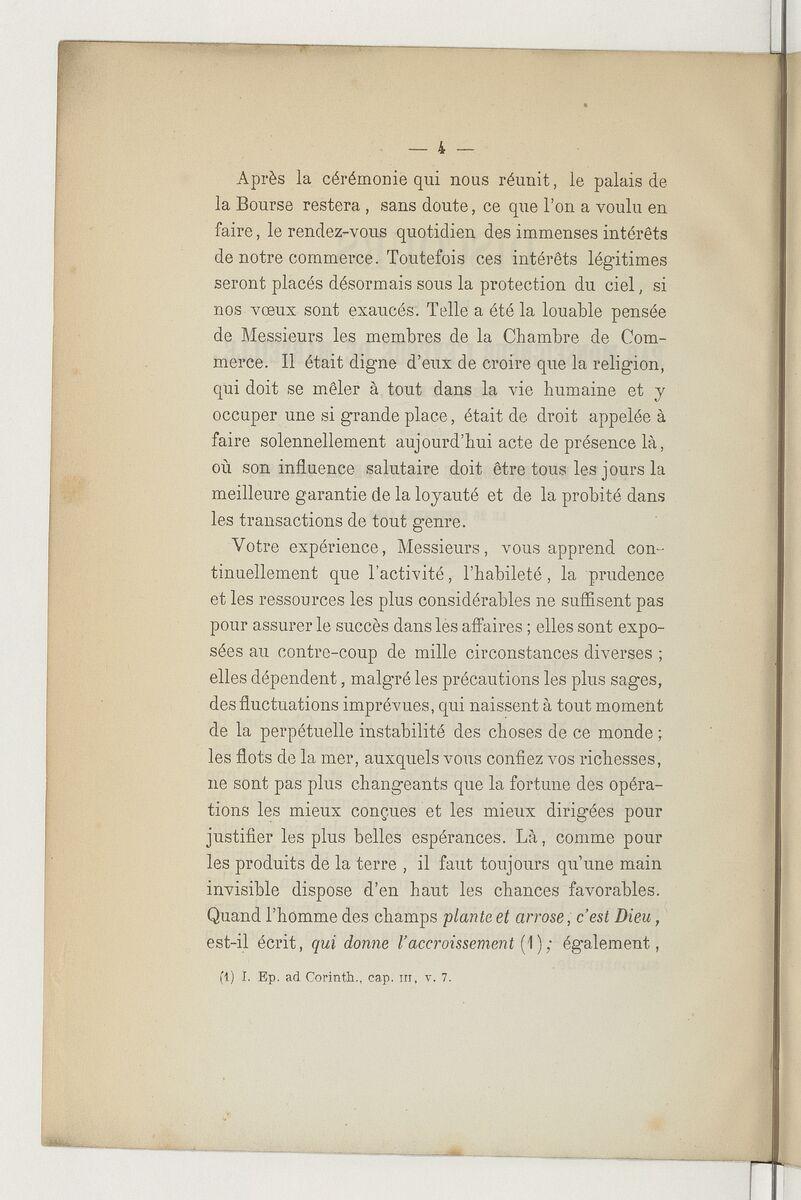 — 4 —
Après la cérémonie qui nous réunit, le palais de
la Bourse restera, sans doute, ce que l'on a voulu en
faire, le rendez-vous quotidien des immenses intérêts
de notre commerce. Toutefois ces intérêts légitimes
seront placés désormais sous la protection du ciel, si
nos vœux sont exaucés. Telle a été la louable pensée
de Messieurs les membres de la Chambre de Com-
merce. Il était digne d'eux de croire que la religion,
qui doit se mêler à tout dans la vie humaine et y
occuper une si grande place, était de droit appelée à
faire solennellement aujourd'hui acte de présence là,
où son influence salutaire doit être tous les jours la
meilleure garantie de la loyauté et de la probité dans
les transactions de tout genre.
Votre expérience, Messieurs, vous apprend con-
tinuellement que l'activité, l'habileté, la prudence
et les ressources les plus considérables ne suffisent pas
pour assurer le succès dans les affaires ; elles sont expo-
sées au contre-coup de mille circonstances diverses ;
elles dépendent, malgré les précautions les plus sages,
des fluctuations imprévues, qui naissent à tout moment
de la perpétuelle instabilité des choses de ce monde ;
les flots de la mer, auxquels vous confiez vos richesses,
ne sont pas plus changeants que la fortune des opéra-
tions les mieux conçues et les mieux dirigées pour
justifier les plus belles espérances. Là, comme pour
les produits de la terre, il faut toujours qu'une main
invisible dispose d'en haut les chances favorables.
Quand l'homme des champs plante et arrose, c'est Dieu,
est-il écrit, qui donne l'accroissement (1); également,
(1) I. Ep. ad Corinth., cap. III, v. 7.